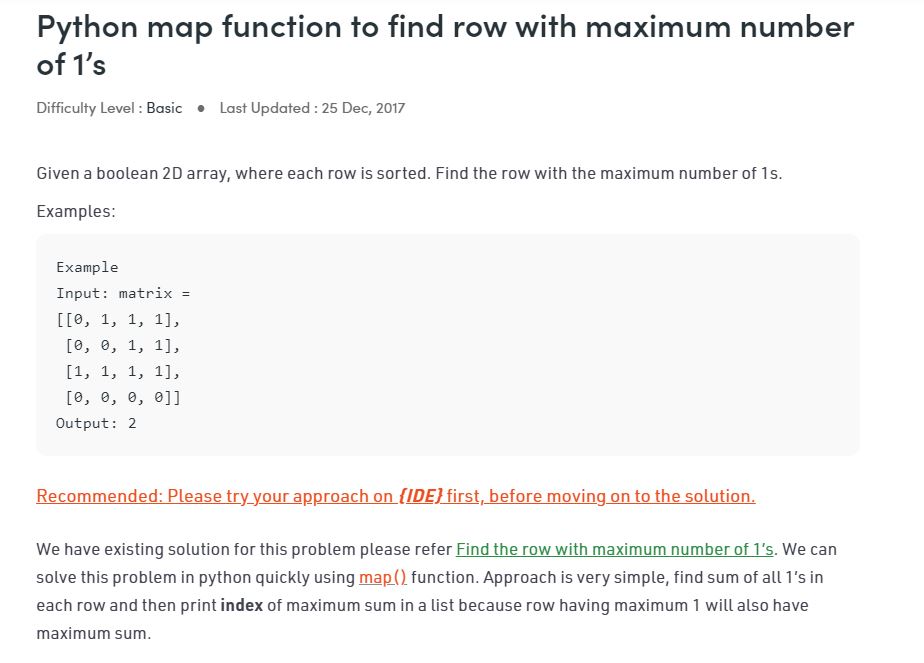 Python map function to find row with maximum number
of 1's
Difficulty Level : Basic ● Last Updated : 25 Dec, 2017
Given a boolean 2D array, where each row is sorted. Find the row with the maximum number of 1s.
Examples:
Example
Input: matrix =
[[0, 1, 1, 1],
[0, 0, 1, 1],
[1, 1, 1, 1],
[0, 0, 0, 0]]
Output: 2
Recommended: Please try your approach on {IDE} first, before moving on to the solution.
We have existing solution for this problem please refer Find the row with maximum number of 1's. We can
solve this problem in python quickly using map() function. Approach is very simple, find sum of all 1's in
each row and then print index of maximum sum in a list because row having maximum 1 will also have
maximum sum.